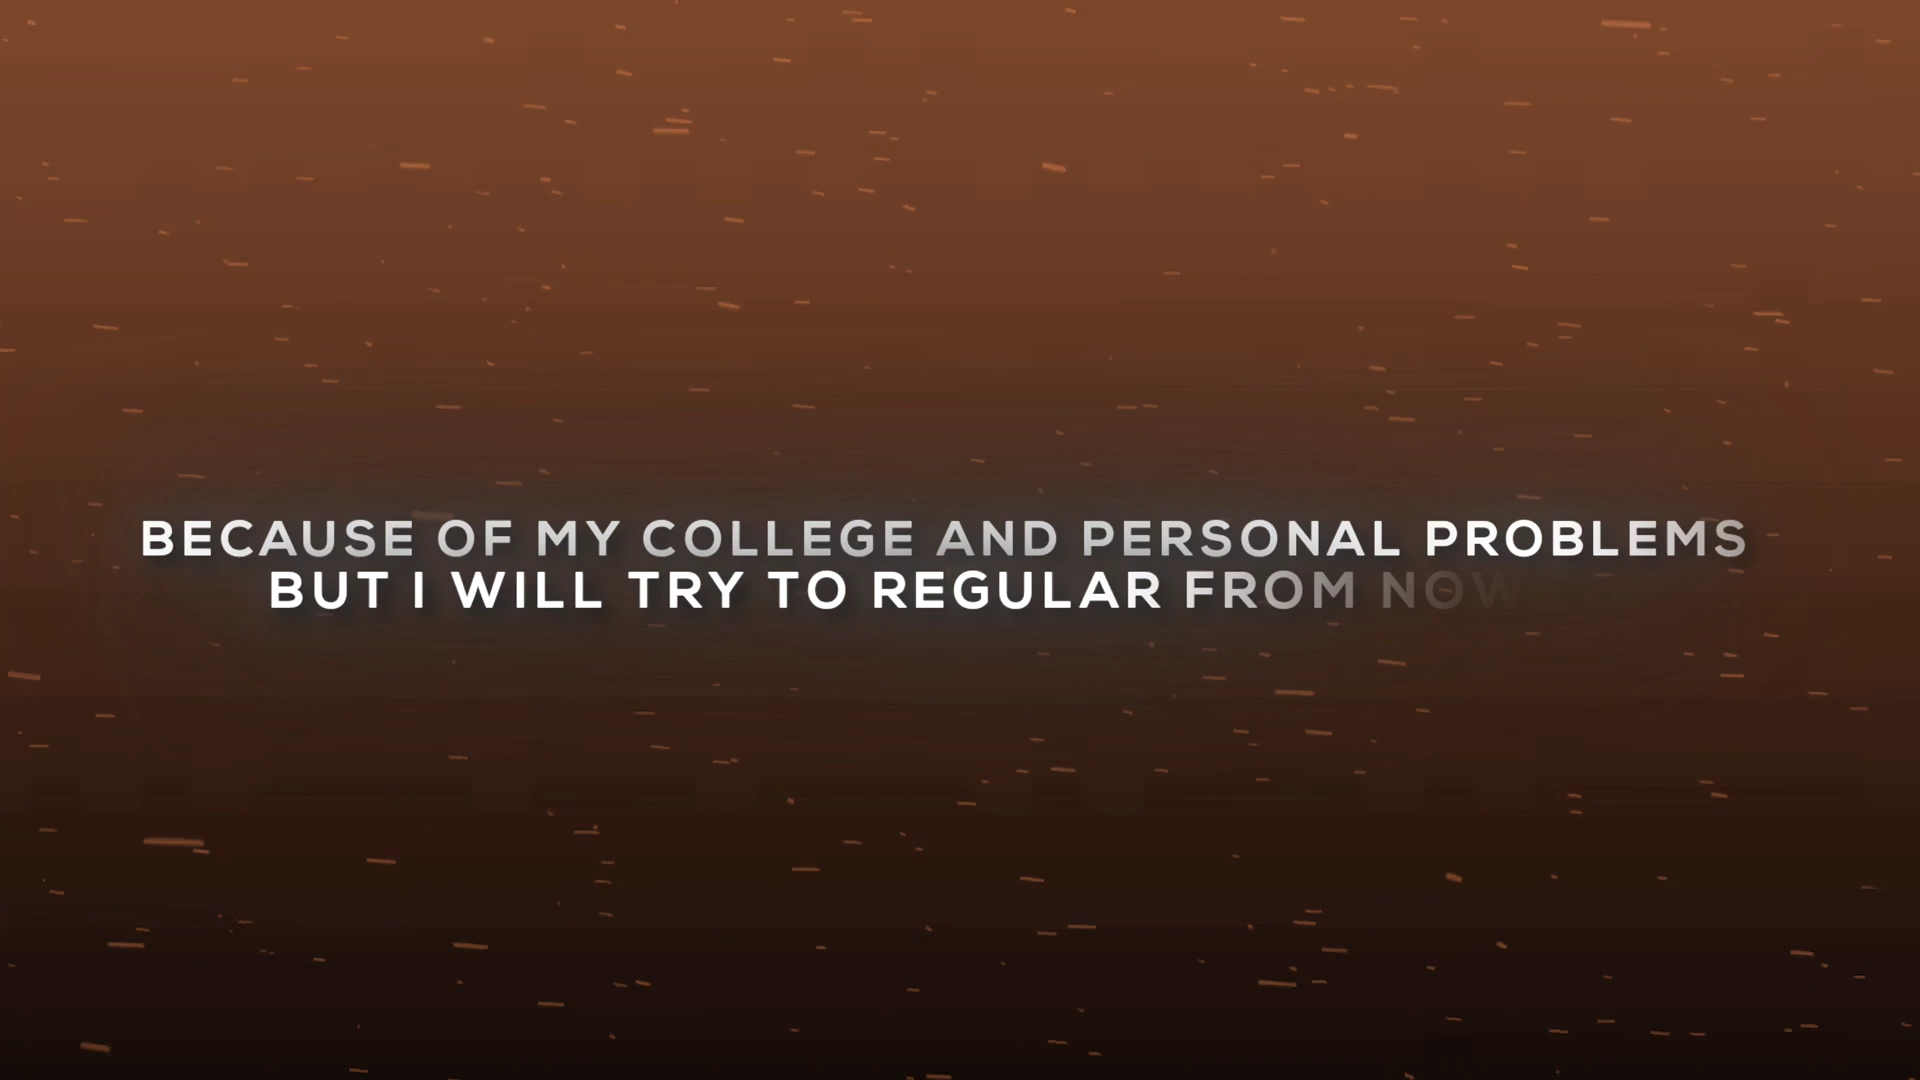 BECAUSE OF MY COLLEGE AND PERSONAL PROBLEMS
BUT I WILL TRY TO REGULAR FROM NOW